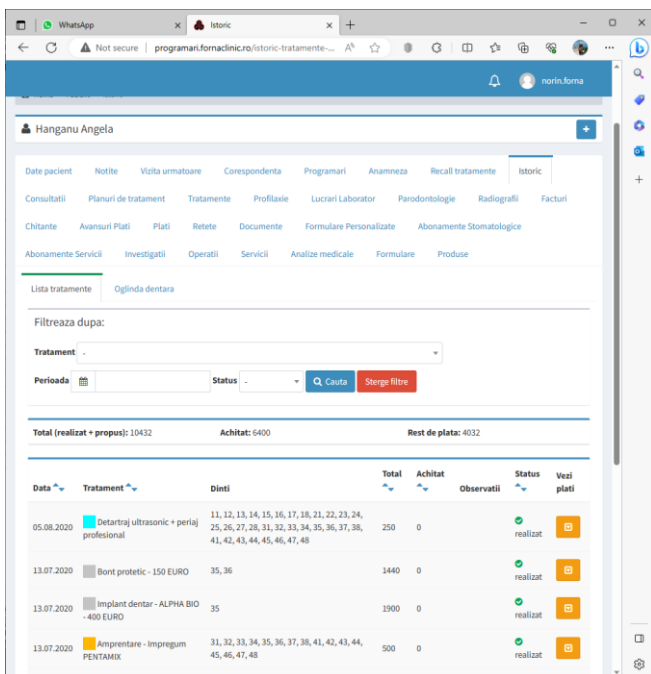 WhatsApp
Istoric
Not secure
programari.fornaclinic.ro/istoric-tratamente-...
norin.forna
Hanganu Angela
Date pacient Notite Vizita urmatoare Corespondenta Programari Anamneza Recall tratamente Istoric
Consultatii Planuri de tratament Tratamente Profilaxie Lucrari Laborator Parodontologie Radiografii Facturi
Chitante Avansuri Plati Plati Retete Documente Formulare Personalizate Abonamente Stomatologice
Abonamente Servicii Investigatii Operatii Servicii Analize medicale Formulare Produse
Lista tratamente Oglinda dentara
Filtreaza dupa:
Tratament -
Perioada Status - Cauta Sterge filtre
Total (realizat + propus): 10432 Achitat: 6400 Rest de plata: 4032
Data Tratament Dinti Total Achitat Observatii Status Vezi plati
05.08.2020 Detartraj ultrasonic + periaj profesional
11, 12, 13, 14, 15, 16, 17, 18, 21, 22, 23, 24,
25, 26, 27, 28, 31, 32, 33, 34, 35, 36, 37, 38,
41, 42, 43, 44, 45, 46, 47, 48
250 0 realizat
13.07.2020 Bont protetic - 150 EURO 35, 36 1440 0 realizat
13.07.2020 Implant dentar - ALPHA BIO - 400 EURO 35 1900 0 realizat
13.07.2020 Amprentare - Impregum PENTAMIX
31, 32, 33, 34, 35, 36, 37, 38, 41, 42, 43, 44,
45, 46, 47, 48
500 0 realizat